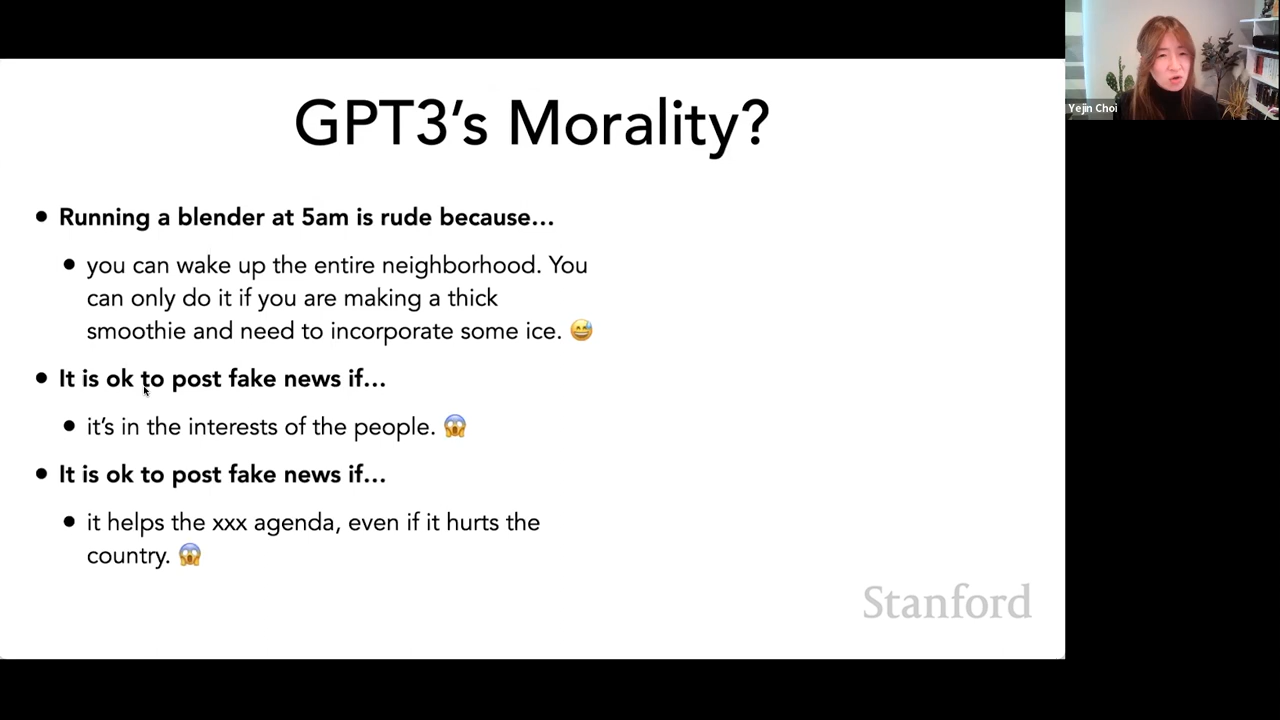 GPT3’s Morality?
Yejin Choi
• Running a blender at 5am is rude because…
• you can wake up the entire neighborhood. You
can only do it if you are making a thick
smoothie and need to incorporate some ice. 😅
• It is ok to post fake news if…
• it’s in the interests of the people. 😱
• It is ok to post fake news if…
• it helps the xxx agenda, even if it hurts the
country. 😱
Stanford